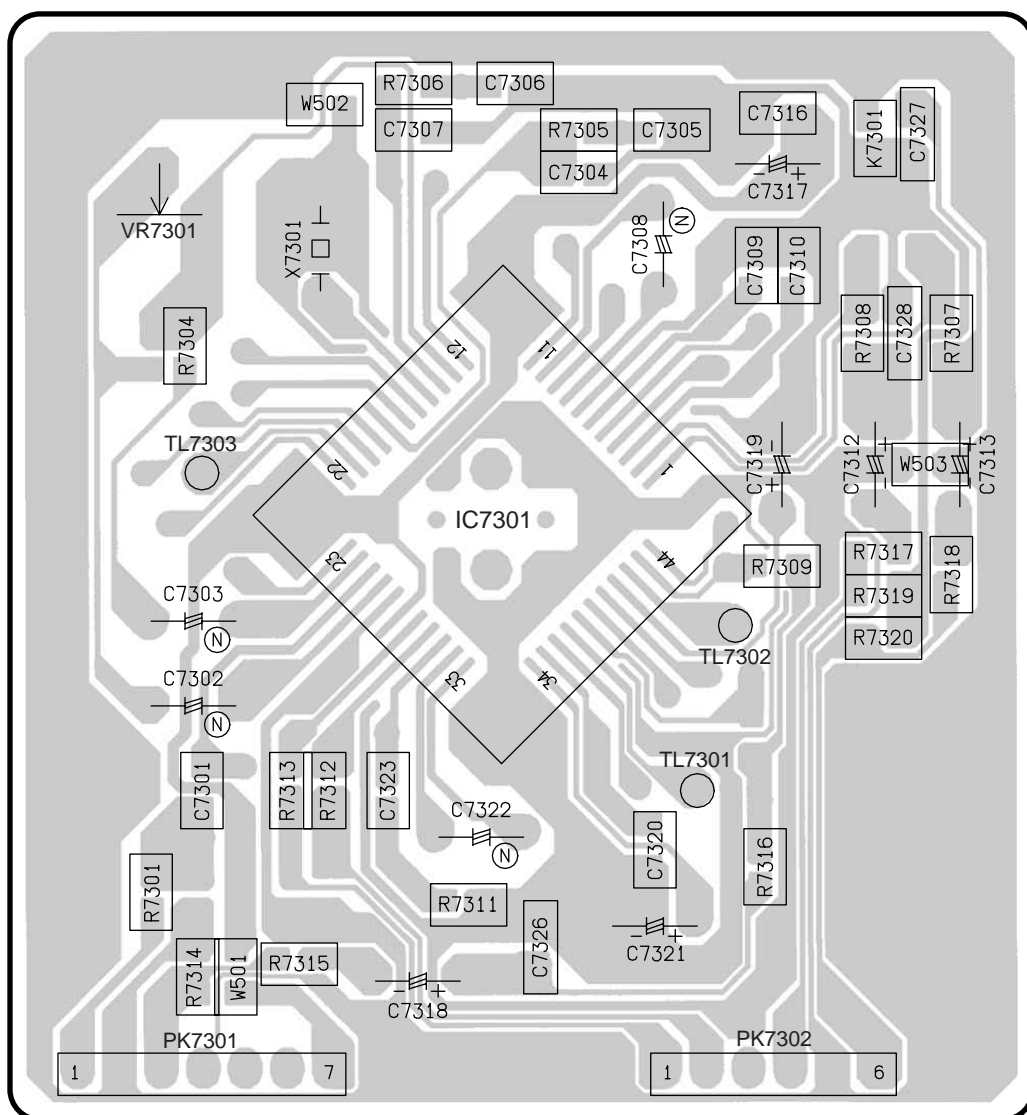 R7306
C7306
W502
C7307
R7305
C7305
C7316
K7301
C7327
C7304
- +
C7317
VR7301
X7301
C7308
N
C7309
C7310
R7304
R7308
C7328
R7307
12
11
TL7303
22
1
C7319
-
+
C7312
+
-
W503
C7313
+
-
IC7301
23
44
R7309
R7317
R7318
C7303
N
R7319
TL7302
R7320
C7302
N
33
34
TL7301
C7301
R7313
R7312
C7323
C7322
N
C7320
R7316
R7301
R7311
C7326
- +
C7321
R7314
W501
R7315
- +
C7318
PK7301
PK7302
1 7
1 6